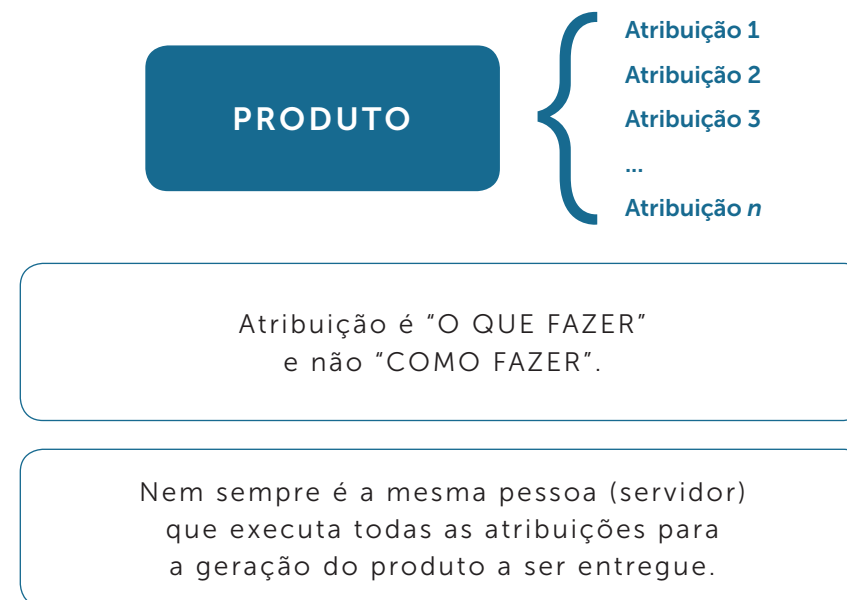 PRODUTO
Atribuição 1
Atribuição 2
Atribuição 3
...
Atribuição n
Atribuição é “O QUE FAZER”
e não “COMO FAZER”.
Nem sempre é a mesma pessoa (servidor)
que executa todas as atribuições para
a geração do produto a ser entregue.